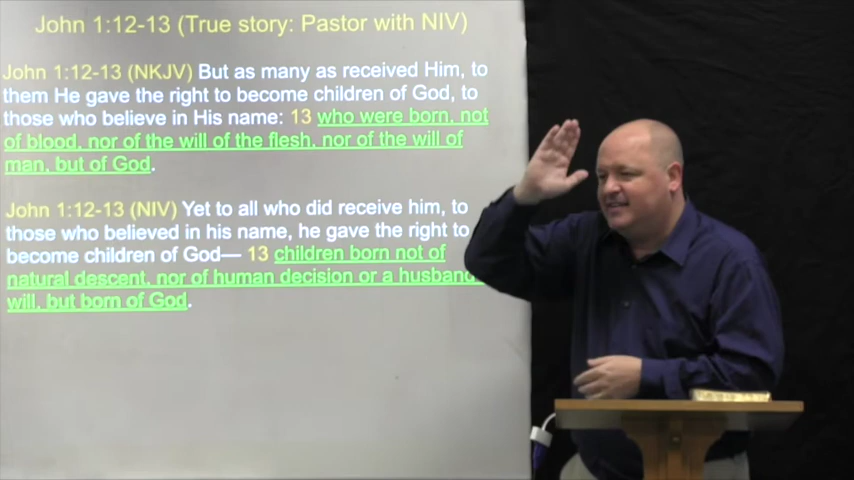 John 1:12-13 (True story: Pastor with NIV)
John 1:12-13 (NKJV) But as many as received Him, to
them He gave the right to become children of God, to
those who believe in His name: 13 who were born, not
of blood, nor of the will of the flesh, nor of the will of
man, but of God.
John 1:12-13 (NIV) Yet to all who did receive him, to
those who believed in his name, he gave the right to
become children of God— 13 children born not of
natural descent, nor of human decision or a husband
will, but born of God.